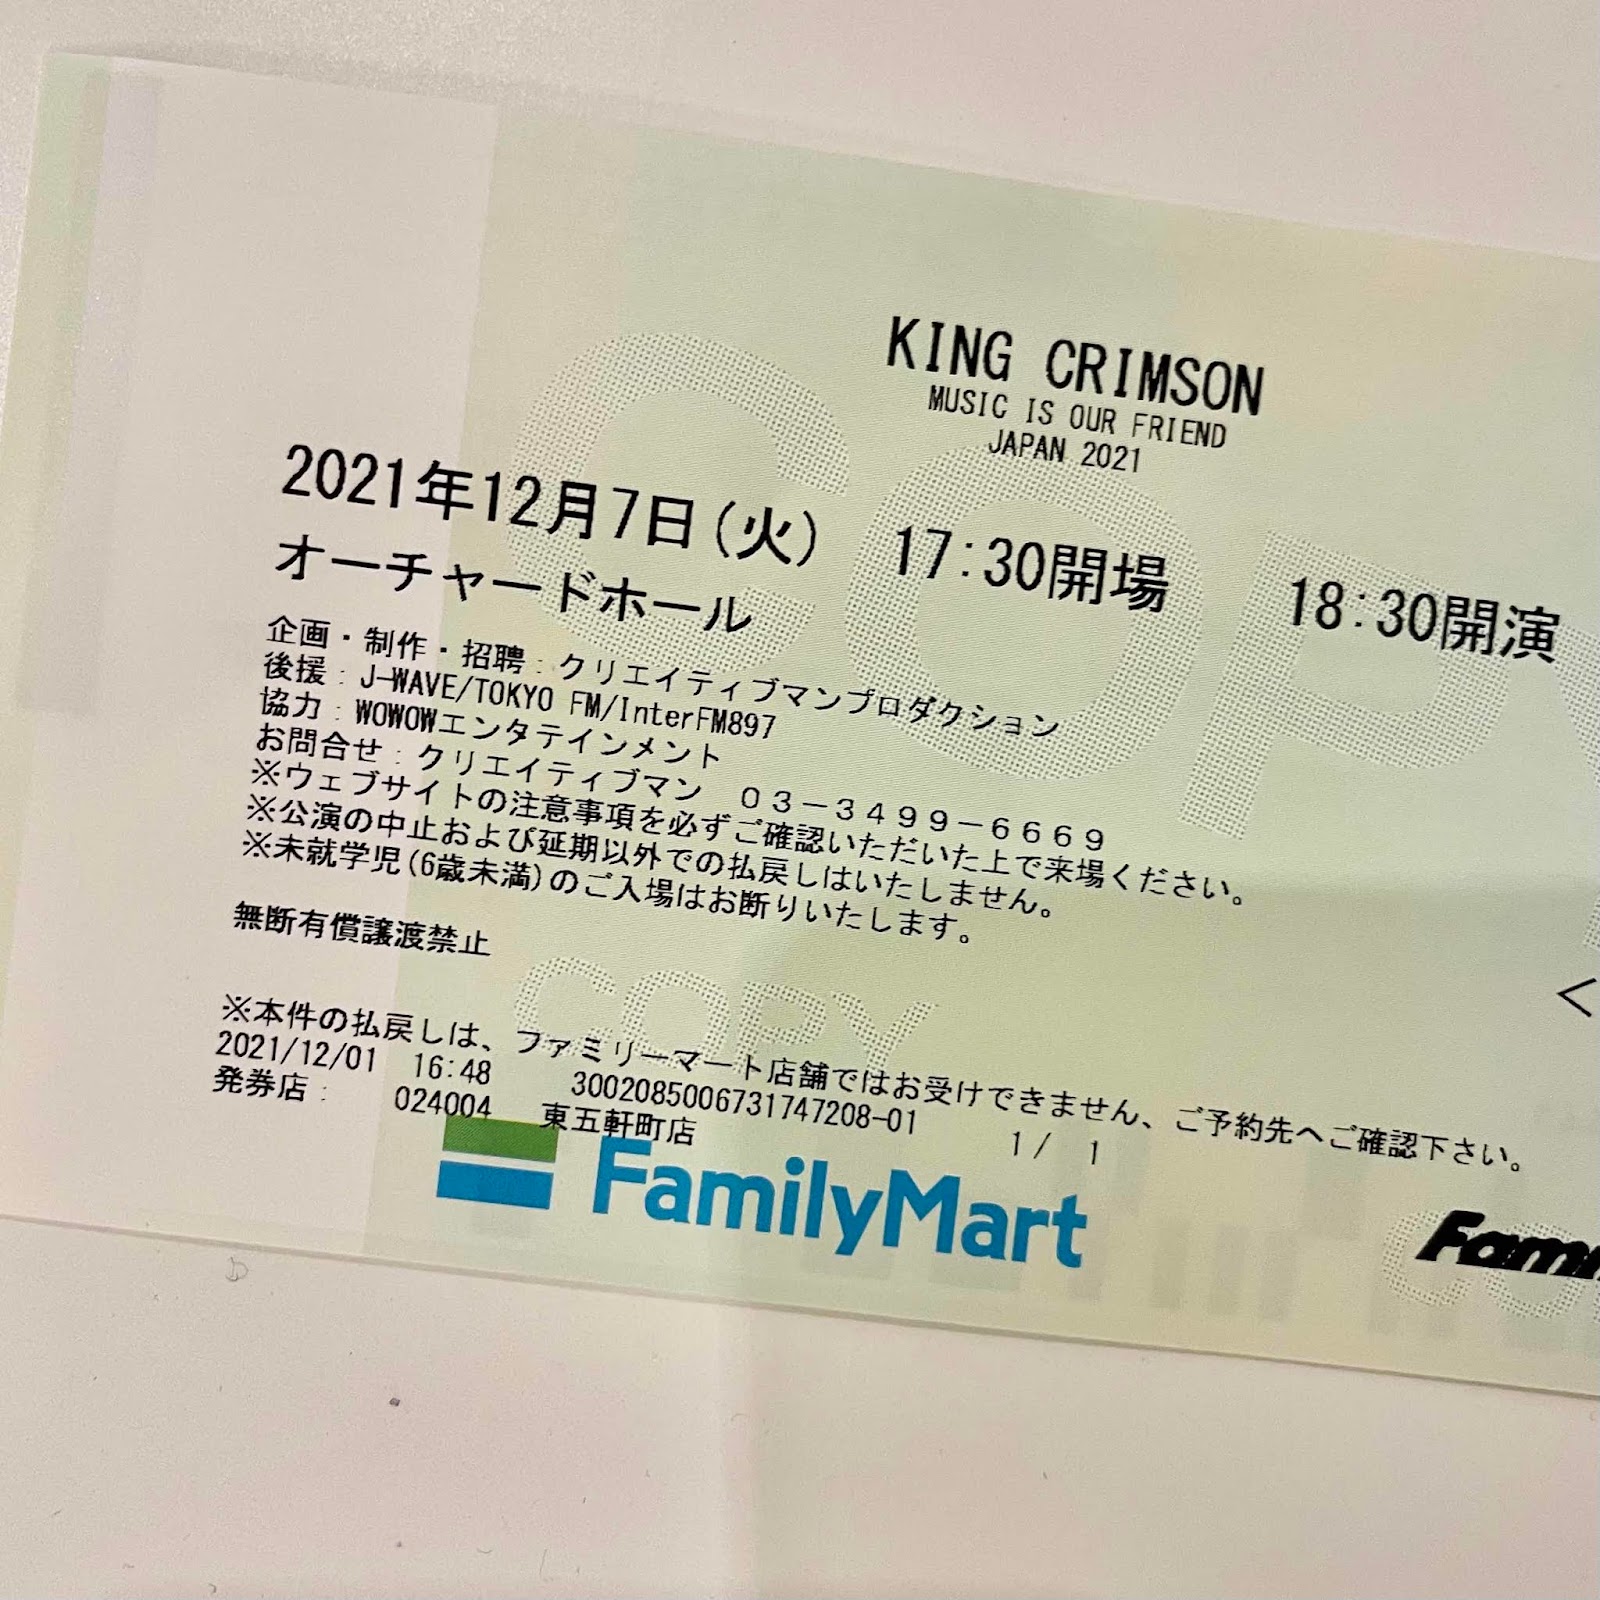 KING CRIMSON
MUSIC IS OUR FRIEND
JAPAN 2021
2021年12月7日(火) 17:30開場 18:30開演
オーチャードホール
企画・制作・招聘:クリエイティブマンプロダクション
後援:J-WAVE/TOKYO FM/InterFM897
協力:WOWOWエンタテインメント
お問合せ:クリエイティブマン 03-3499-6669
※ウェブサイトの注意事項を必ずご確認いただいた上で来場ください。
※公演の中止および延期以外での払戻しはいたしません。
※未就学児(6歳未満)のご入場はお断りいたします。
無断有償譲渡禁止
<
COPY
COPY
※本件の払戻しは、ファミリーマート店舗ではお受けできません、ご予約先へご確認下さい。
2021/12/01 16:48 3002085006731747208-01 1/ 1
発券店: 024004 東五軒町店
FamilyMart
Fami